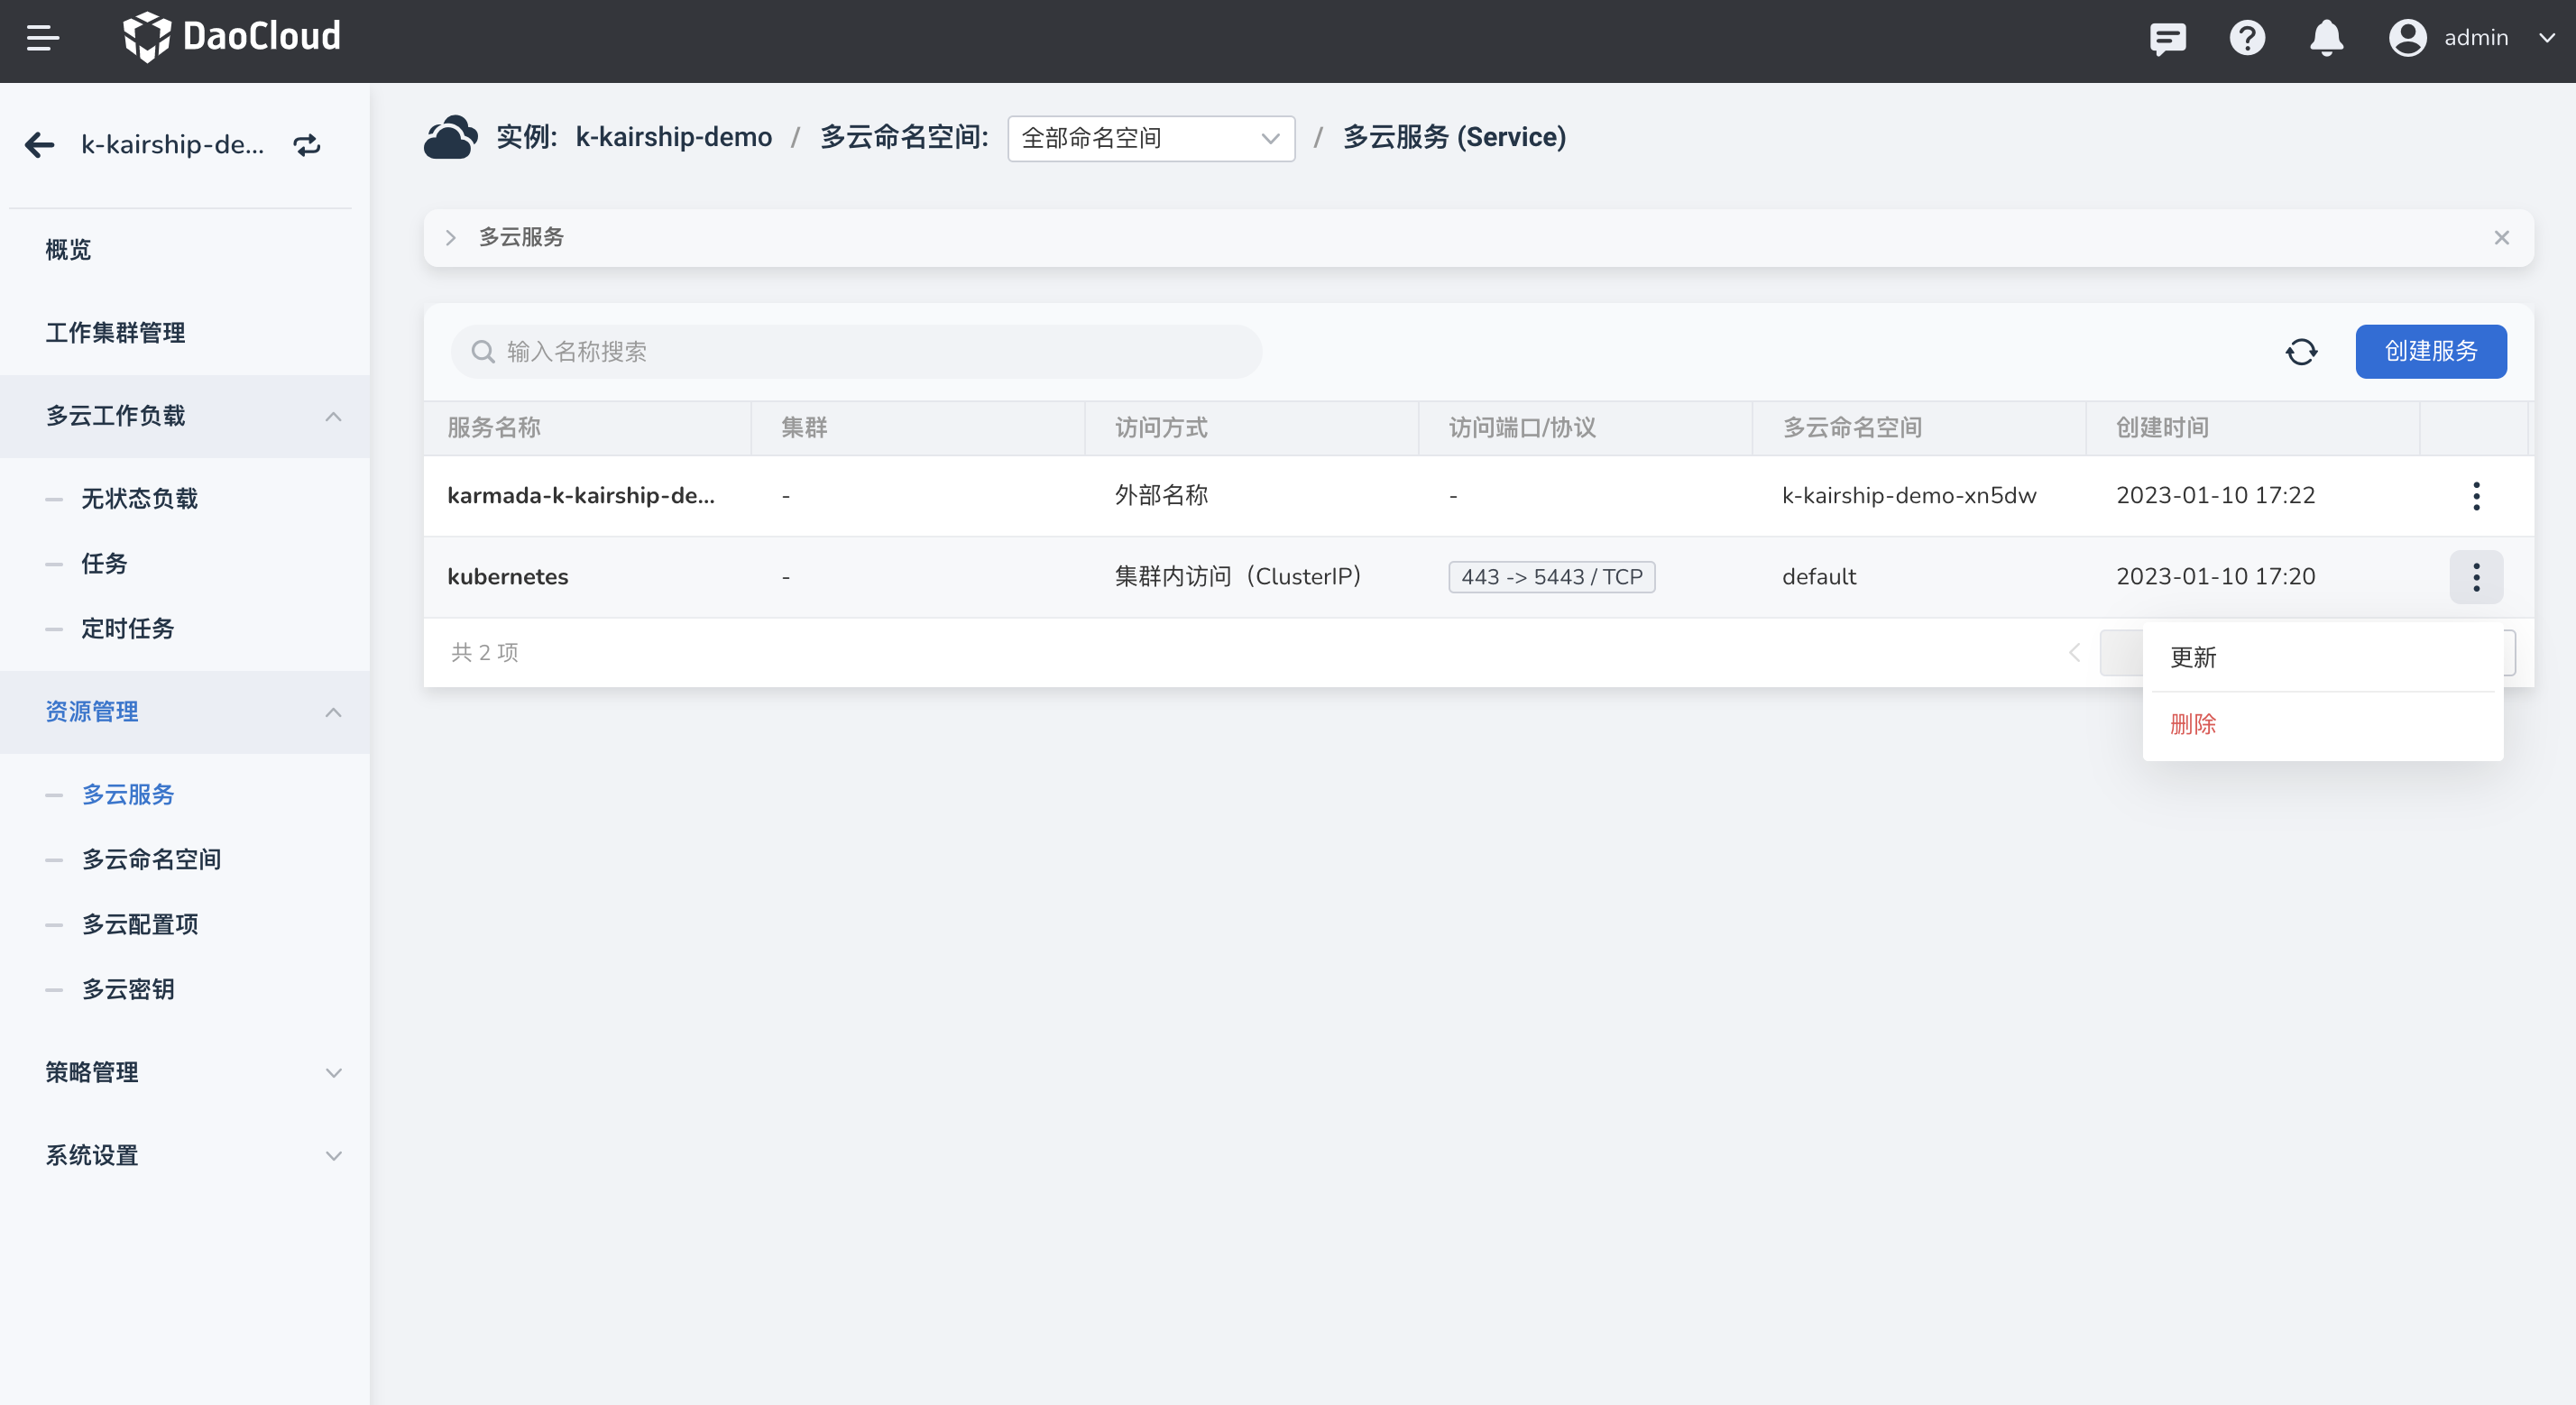 DaoCloud
admin
k-kairship-de...
概览
工作集群管理
多云工作负载
无状态负载
任务
定时任务
资源管理
多云服务
多云命名空间
多云配置项
多云密钥
策略管理
系统设置
实例: k-kairship-demo / 多云命名空间: 全部命名空间 / 多云服务 (Service)
多云服务
输入名称搜索
创建服务
服务名称 集群 访问方式 访问端口/协议 多云命名空间 创建时间
karmada-k-kairship-de... - 外部名称 - k-kairship-demo-xn5dw 2023-01-10 17:22
kubernetes - 集群内访问（ClusterIP） 443 -> 5443 / TCP default 2023-01-10 17:20
共 2 项
更新
删除